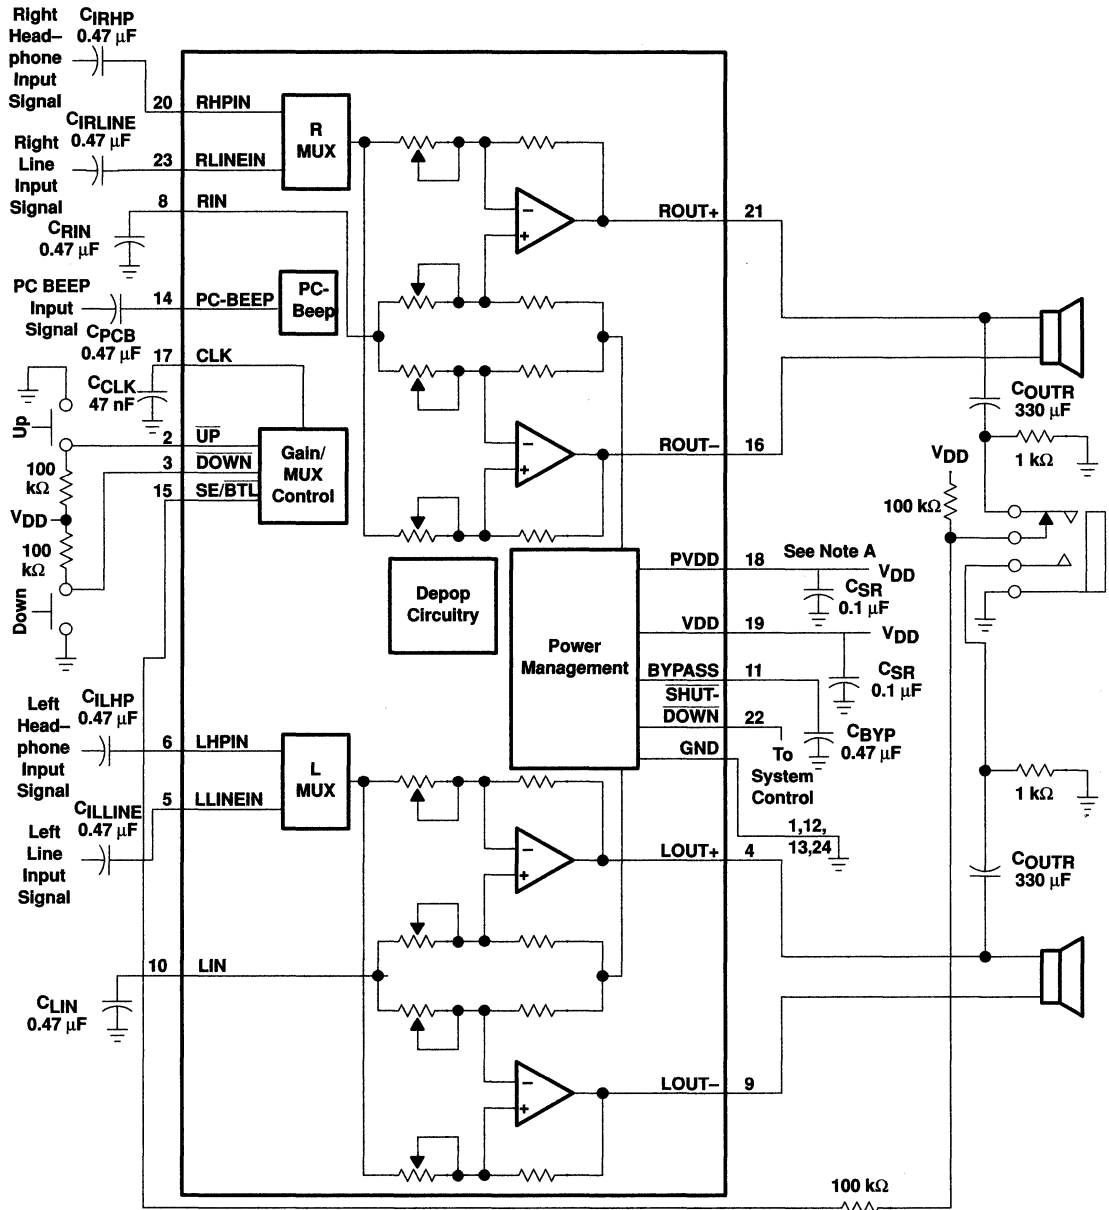 Right
Head–
phone
Input
Signal
CIRHP
0.47 µF
20 RHPIN
CIRLINE
0.47 µF
Right
Line
Input
Signal
23 RLINEIN
R
MUX
8 RIN
CRIN
0.47 µF
ROUT+ 21
PC BEEP
Input
Signal
14 PC-BEEP
PC-
Beep
CPCB
0.47 µF
17 CLK
CCLK
47 nF
Up
2 UP
3 DOWN
15 SE/BTL
Gain/
MUX
Control
100
kΩ
VDD
100
kΩ
Down
ROUT– 16
COUTR
330 µF
1 kΩ
VDD
100 kΩ
Depop
Circuitry
Power
Management
PVDD 18 See Note A
VDD
CSR
0.1 µF
VDD 19 VDD
CSR
0.1 µF
BYPASS 11
SHUT-
DOWN 22
CBYP
0.47 µF
GND
To
System
Control
1,12,
13,24
1 kΩ
COUTR
330 µF
Left
Head–
phone
Input
Signal
CILHP
0.47 µF
6 LHPIN
5 LLINEIN
CILLINE
0.47 µF
Left
Line
Input
Signal
L
MUX
LOUT+ 4
10 LIN
CLIN
0.47 µF
LOUT– 9
100 kΩ